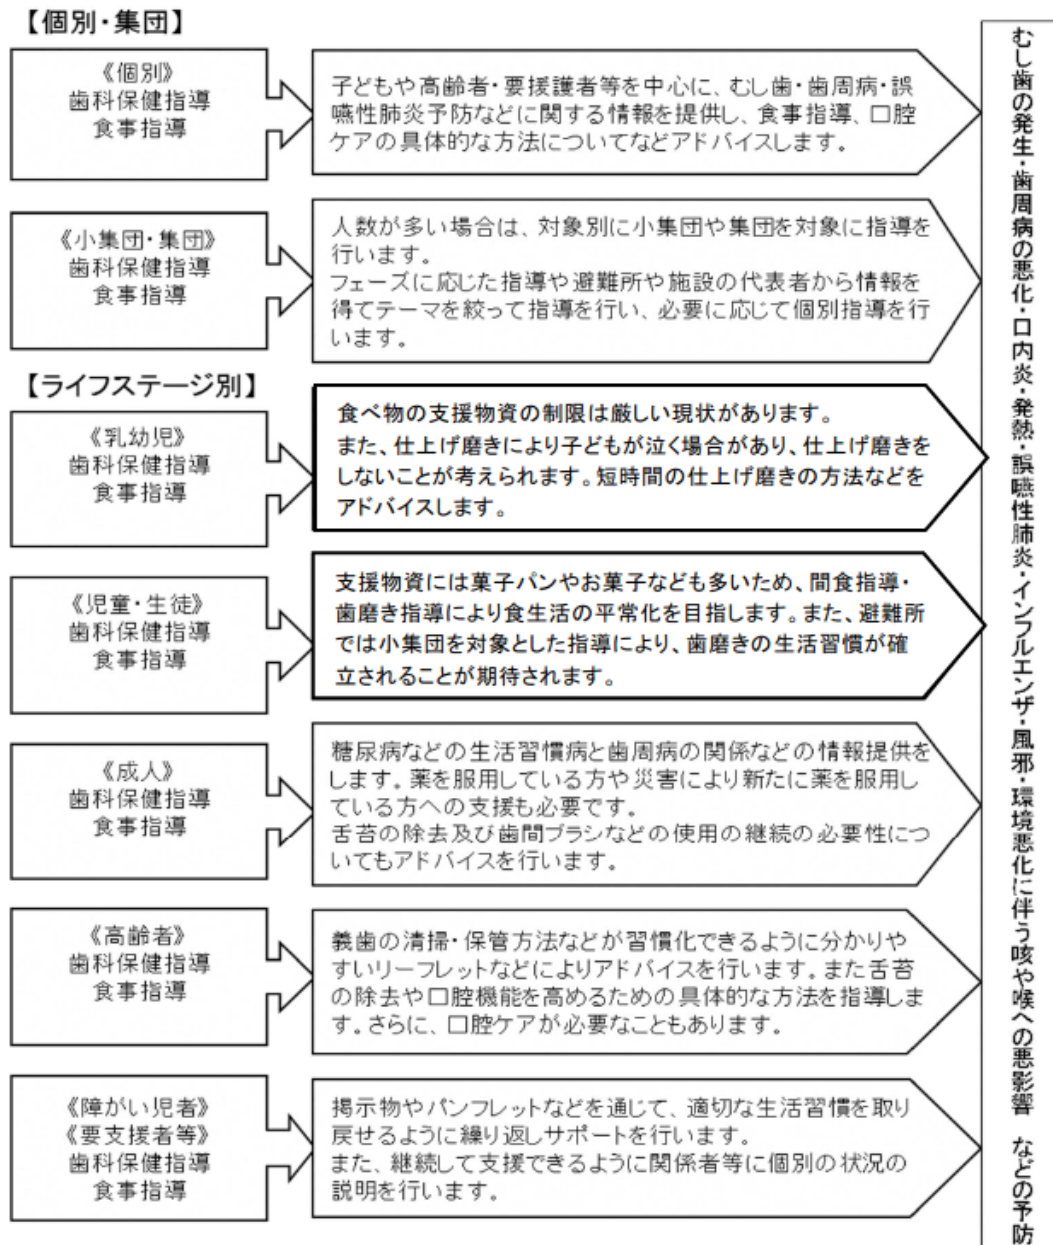 【個別・集団】
《個別》
歯科保健指導
食事指導
子どもや高齢者・要援護者等を中心に、むし歯・歯周病・誤
嚥性肺炎予防などに関する情報を提供し、食事指導、口腔
ケアの具体的な方法についてなどアドバイスします。
《小集団・集団》
歯科保健指導
食事指導
人数が多い場合は、対象別に小集団や集団を対象に指導を
行います。
フェーズに応じた指導や避難所や施設の代表者から情報を
得てテーマを絞って指導を行い、必要に応じて個別指導を行
います。
【ライフステージ別】
《乳幼児》
歯科保健指導
食事指導
食べ物の支援物資の制限は厳しい現状があります。
また、仕上げ磨きにより子どもが泣く場合があり、仕上げ磨きを
しないことが考えられます。短時間の仕上げ磨きの方法などを
アドバイスします。
《児童・生徒》
歯科保健指導
食事指導
支援物資には菓子パンやお菓子なども多いため、間食指導・
歯磨き指導により食生活の平常化を目指します。また、避難所
では小集団を対象とした指導により、歯磨きの生活習慣が確
立されることが期待されます。
《成人》
歯科保健指導
食事指導
糖尿病などの生活習慣病と歯周病の関係などの情報提供を
します。薬を服用している方や災害により新たに薬を服用し
ている方への支援も必要です。
舌苔の除去及び歯間ブラシなどの使用の継続の必要性につ
いてもアドバイスを行います。
《高齢者》
歯科保健指導
食事指導
義歯の清掃・保管方法などが習慣化できるように分かりや
すいリーフレットなどによりアドバイスを行います。また舌苔
の除去や口腔機能を高めるための具体的な方法を指導しま
す。さらに、口腔ケアが必要なこともあります。
《障がい児者》
《要支援者等》
歯科保健指導
食事指導
掲示物やパンフレットなどを通じて、適切な生活習慣を取り
戻せるように繰り返しサポートを行います。
また、継続して支援できるように関係者等に個別の状況の
説明を行います。
むし歯の発生・歯周病の悪化・口内炎・発熱・誤嚥性肺炎・インフルエンザ・風邪・環境悪化に伴う咳や喉への悪影響 などの予防